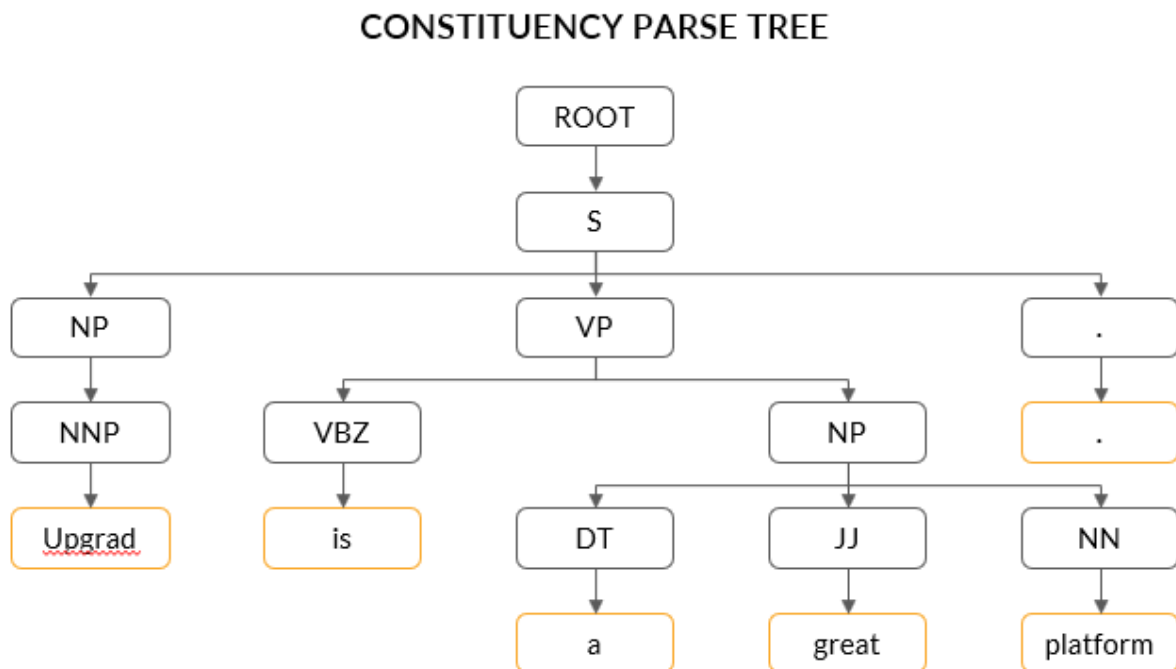 CONSTITUENCY PARSE TREE
ROOT
S
NP VP .
NNP VBZ NP .
Upgrad is DT JJ NN
a great platform